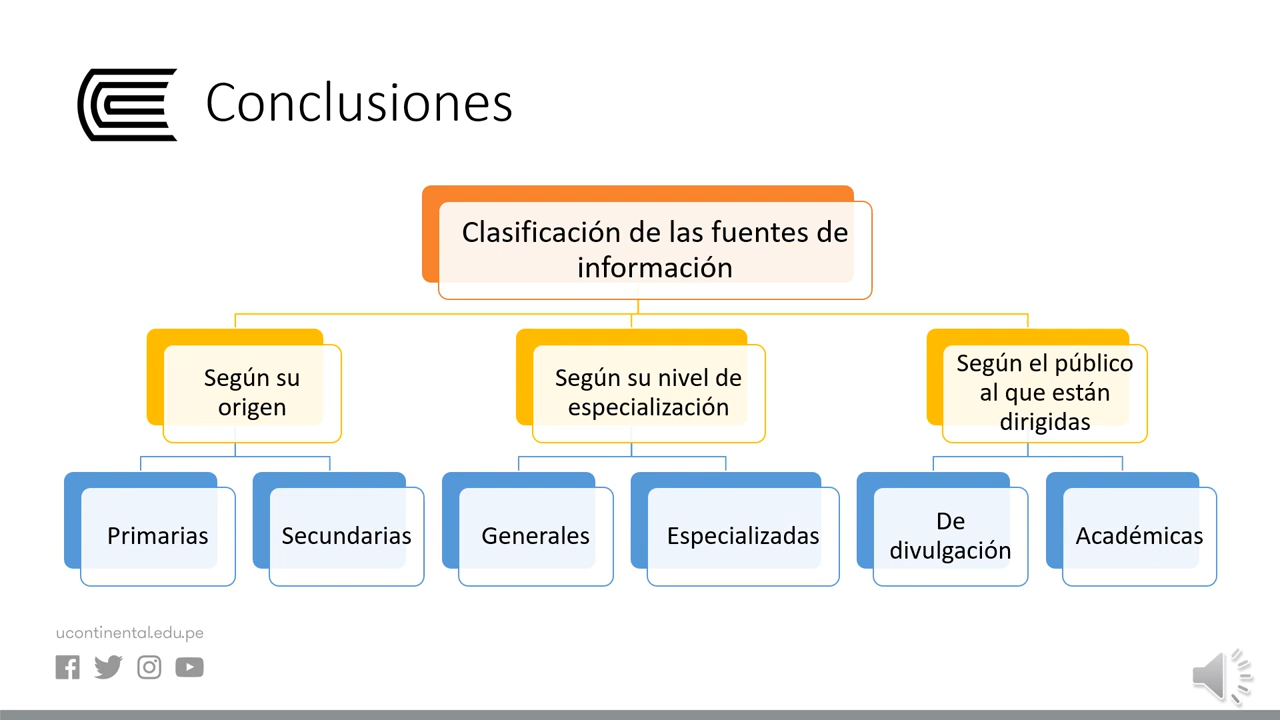 Conclusiones
Clasificación de las fuentes de
información
Según su
origen
Según su nivel de
especialización
Según el público
al que están
dirigidas
Primarias
Secundarias
Generales
Especializadas
De
divulgación
Académicas
ucontinental.edu.pe